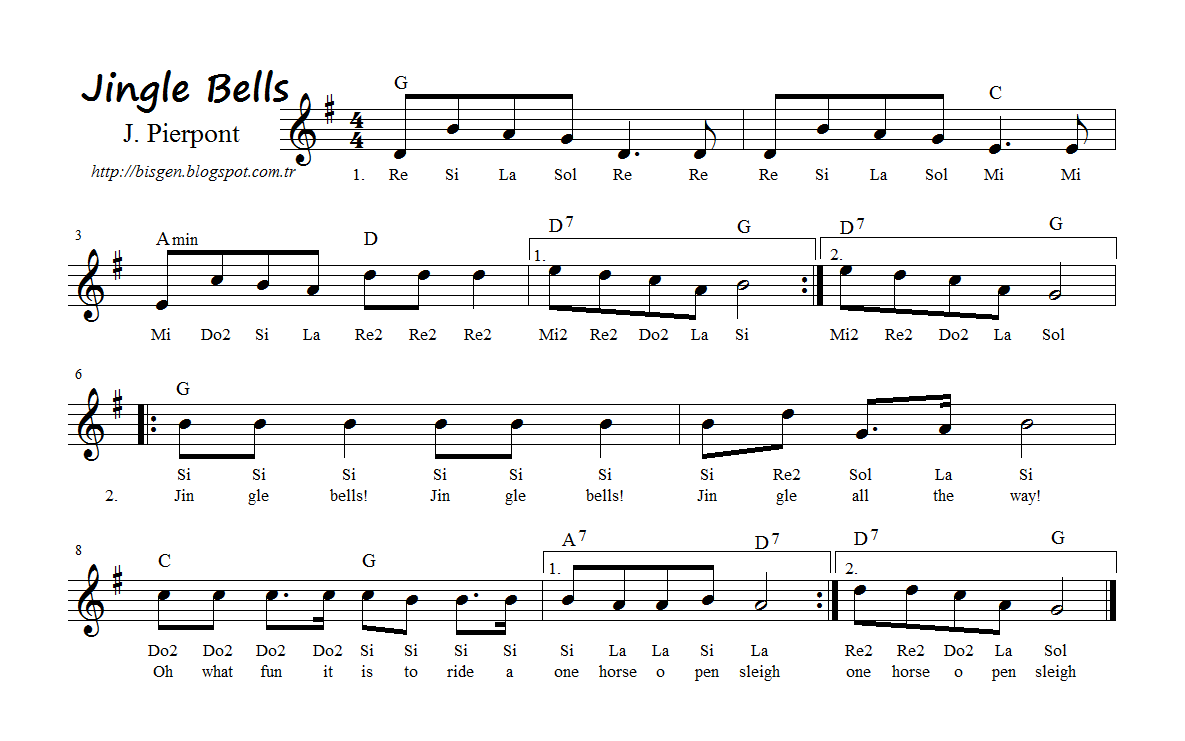 Jingle Bells
J. Pierpont
http://bisgen.blogspot.com.tr
G C
4
4
1. Re Si La Sol Re Re Re Si La Sol Mi Mi
3
A min D D 7 G D 7 G
1. 2.
Mi Do2 Si La Re2 Re2 Re2 Mi2 Re2 Do2 La Si Mi2 Re2 Do2 La Sol
6
G
Si Si Si Si Si Si Si Re2 Sol La Si
2. Jin gle bells! Jin gle bells! Jin gle all the way!
8
C G A 7 D 7 D 7 G
1. 2.
Do2 Do2 Do2 Do2 Si Si Si Si Si La La Si La Re2 Re2 Do2 La Sol
Oh what fun it is to ride a one horse o pen sleigh one horse o pen sleigh